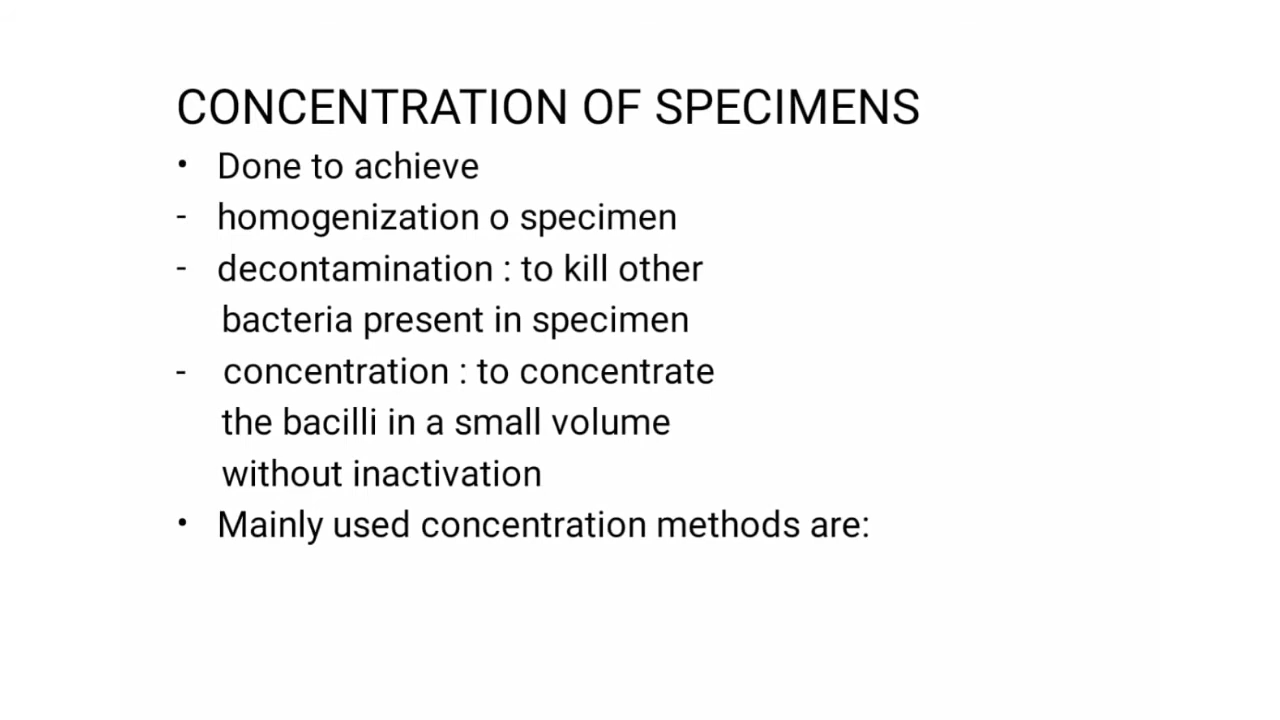 CONCENTRATION OF SPECIMENS
• Done to achieve
- homogenization o specimen
- decontamination : to kill other
bacteria present in specimen
- concentration : to concentrate
the bacilli in a small volume
without inactivation
• Mainly used concentration methods are: